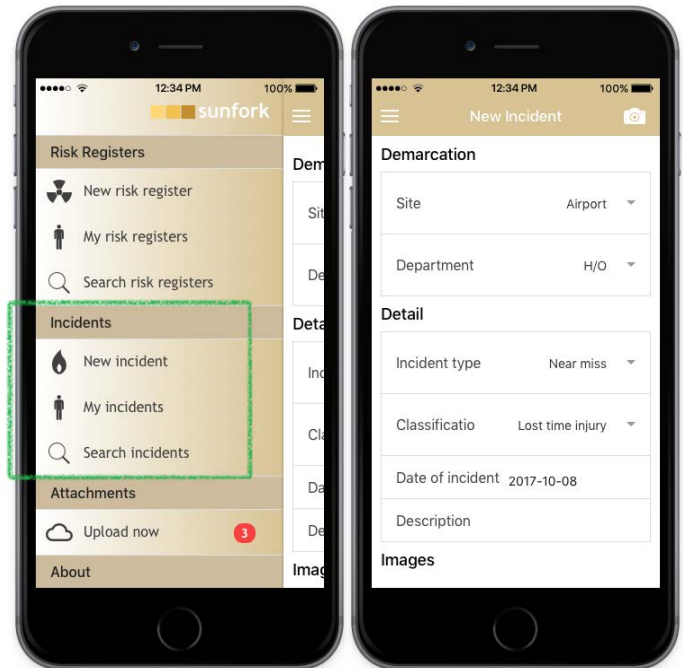 12:34 PM
100%
sunfork
Risk Registers
New risk register
My risk registers
Search risk registers
Incidents
New incident
My incidents
Search incidents
Attachments
Upload now
3
About
Dem
Sit
De
Deta
Inc
Cla
Da
De
Imag
12:34 PM
100%
New Incident
Demarcation
Site Airport
Department H/O
Detail
Incident type Near miss
Classificatio Lost time injury
Date of incident 2017-10-08
Description
Images